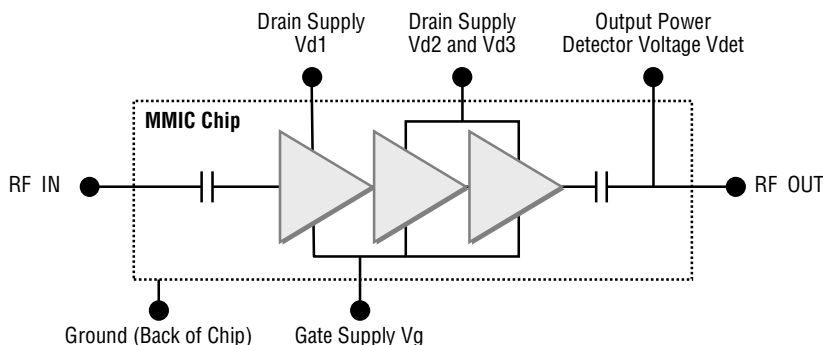 Drain Supply
Vd1
Drain Supply
Vd2 and Vd3
Output Power
Detector Voltage Vdet
MMIC Chip
RF IN
RF OUT
Ground (Back of Chip)
Gate Supply Vg